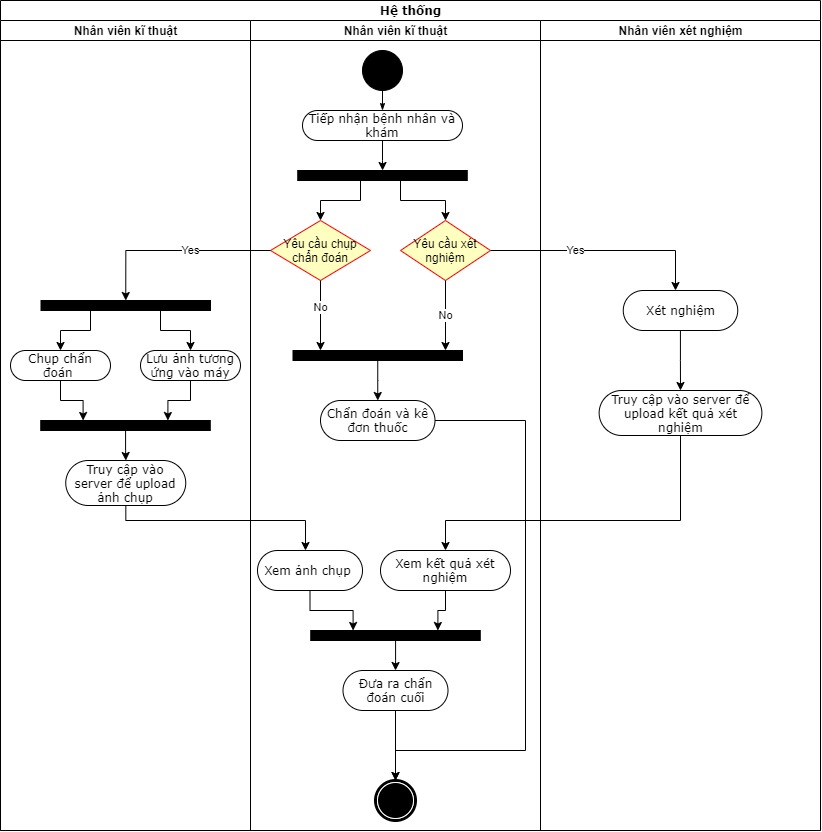 Hệ thống
Nhân viên kĩ thuật
Nhân viên kĩ thuật
Nhân viên xét nghiệm
Tiếp nhận bệnh nhân và
khám
Yêu cầu chụp
chẩn đoán
Yêu cầu xét
nghiệm
Yes
Yes
No
No
Xét nghiệm
Chụp chẩn
đoán
Lưu ảnh tương
ứng vào máy
Chẩn đoán và kê
đơn thuốc
Truy cập vào server để
upload kết quả xét
nghiệm
Truy cập vào
server để upload
ảnh chụp
Xem ảnh chụp
Xem kết quả xét
nghiệm
Đưa ra chẩn
đoán cuối